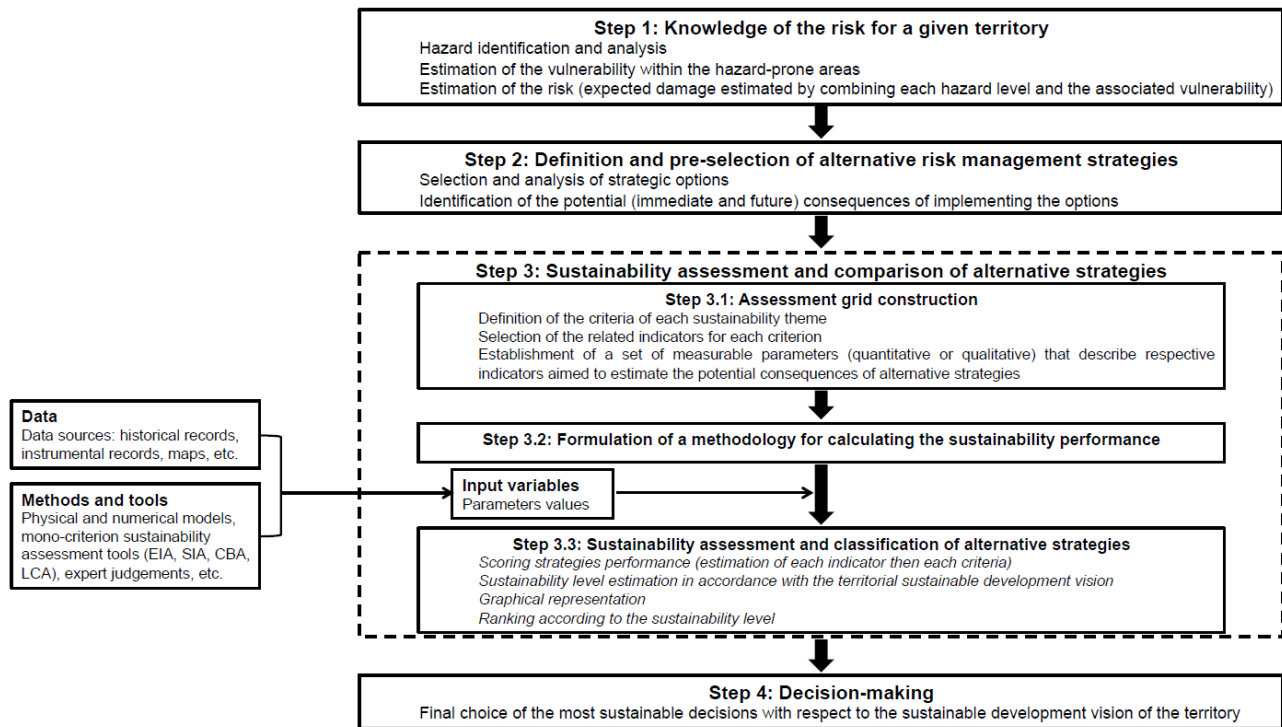 Step 1: Knowledge of the risk for a given territory
Hazard identification and analysis
Estimation of the vulnerability within the hazard-prone areas
Estimation of the risk (expected damage estimated by combining each hazard level and the associated vulnerability)
Step 2: Definition and pre-selection of alternative risk management strategies
Selection and analysis of strategic options
Identification of the potential (immediate and future) consequences of implementing the options
Step 3: Sustainability assessment and comparison of alternative strategies
Step 3.1: Assessment grid construction
Definition of the criteria of each sustainability theme
Selection of the related indicators for each criterion
Establishment of a set of measurable parameters (quantitative or qualitative) that describe respective
indicators aimed to estimate the potential consequences of alternative strategies
Step 3.2: Formulation of a methodology for calculating the sustainability performance
Data
Data sources: historical records,
instrumental records, maps, etc.
Methods and tools
Physical and numerical models,
mono-criterion sustainability
assessment tools (EIA, SIA, CBA,
LCA), expert judgements, etc.
Input variables
Parameters values
Step 3.3: Sustainability assessment and classification of alternative strategies
Scoring strategies performance (estimation of each indicator then each criteria)
Sustainability level estimation in accordance with the territorial sustainable development vision
Graphical representation
Ranking according to the sustainability level
Step 4: Decision-making
Final choice of the most sustainable decisions with respect to the sustainable development vision of the territory